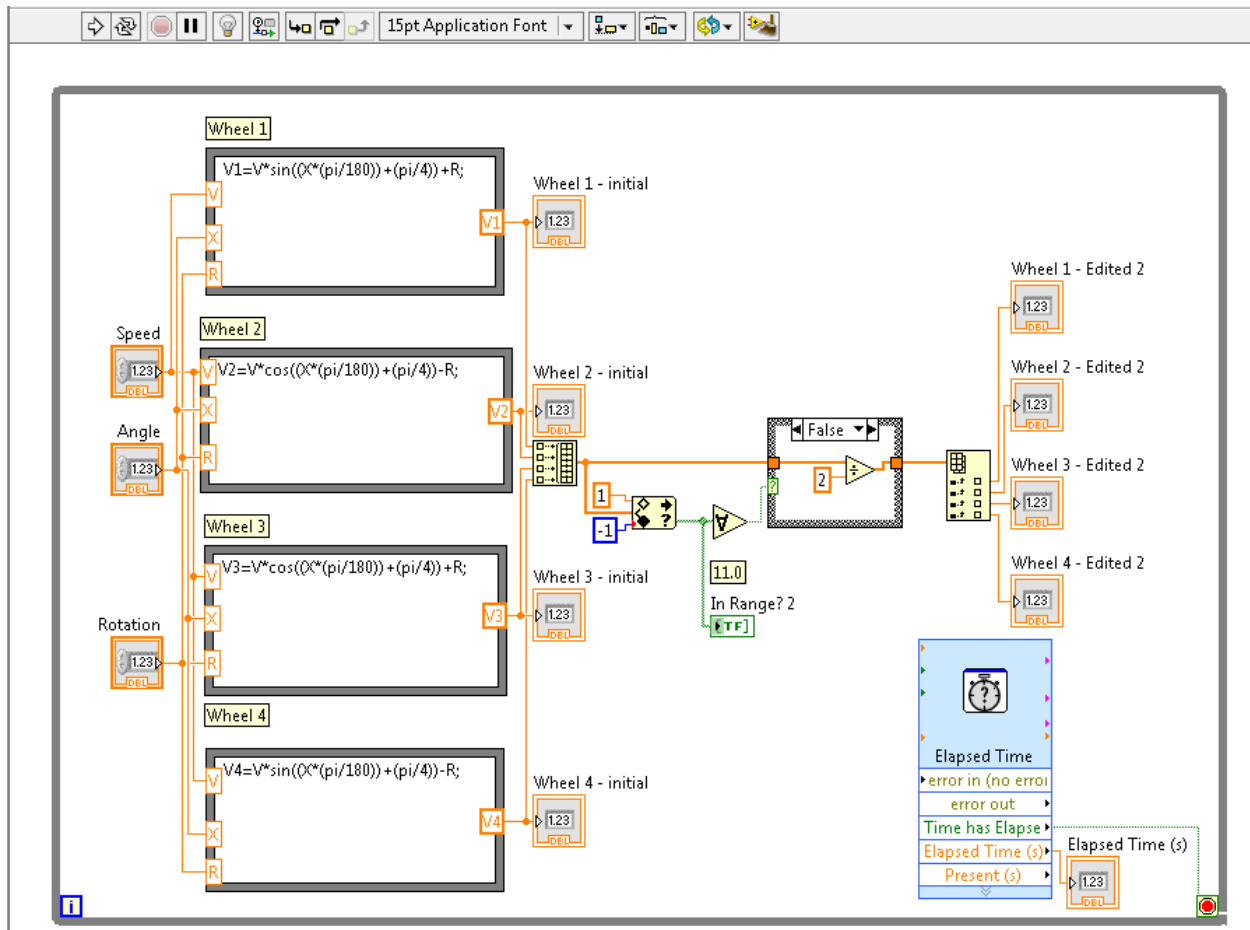 15pt Application Font
Wheel 1
V1=V*sin((X*(pi/180))+(pi/4))+R;
V
X
R
V1
Wheel 1 - initial
1.23
DBL
Wheel 2
V2=V*cos((X*(pi/180))+(pi/4))-R;
V
X
R
V2
Wheel 2 - initial
1.23
DBL
Speed
1.23
DBL
Angle
1.23
DBL
Wheel 3
V3=V*cos((X*(pi/180))+(pi/4))+R;
V
X
R
V3
Wheel 3 - initial
1.23
DBL
Rotation
1.23
DBL
Wheel 4
V4=V*sin((X*(pi/180))+(pi/4))-R;
V
X
R
V4
Wheel 4 - initial
1.23
DBL
1
-1
?
11.0
In Range? 2
TF
False
2
?
Wheel 1 - Edited 2
1.23
DBL
Wheel 2 - Edited 2
1.23
DBL
Wheel 3 - Edited 2
1.23
DBL
Wheel 4 - Edited 2
1.23
DBL
?
Elapsed Time
error in (no erro
error out
Time has Elapse
Elapsed Time (s)
Present (s)
Elapsed Time (s)
1.23
DBL
i